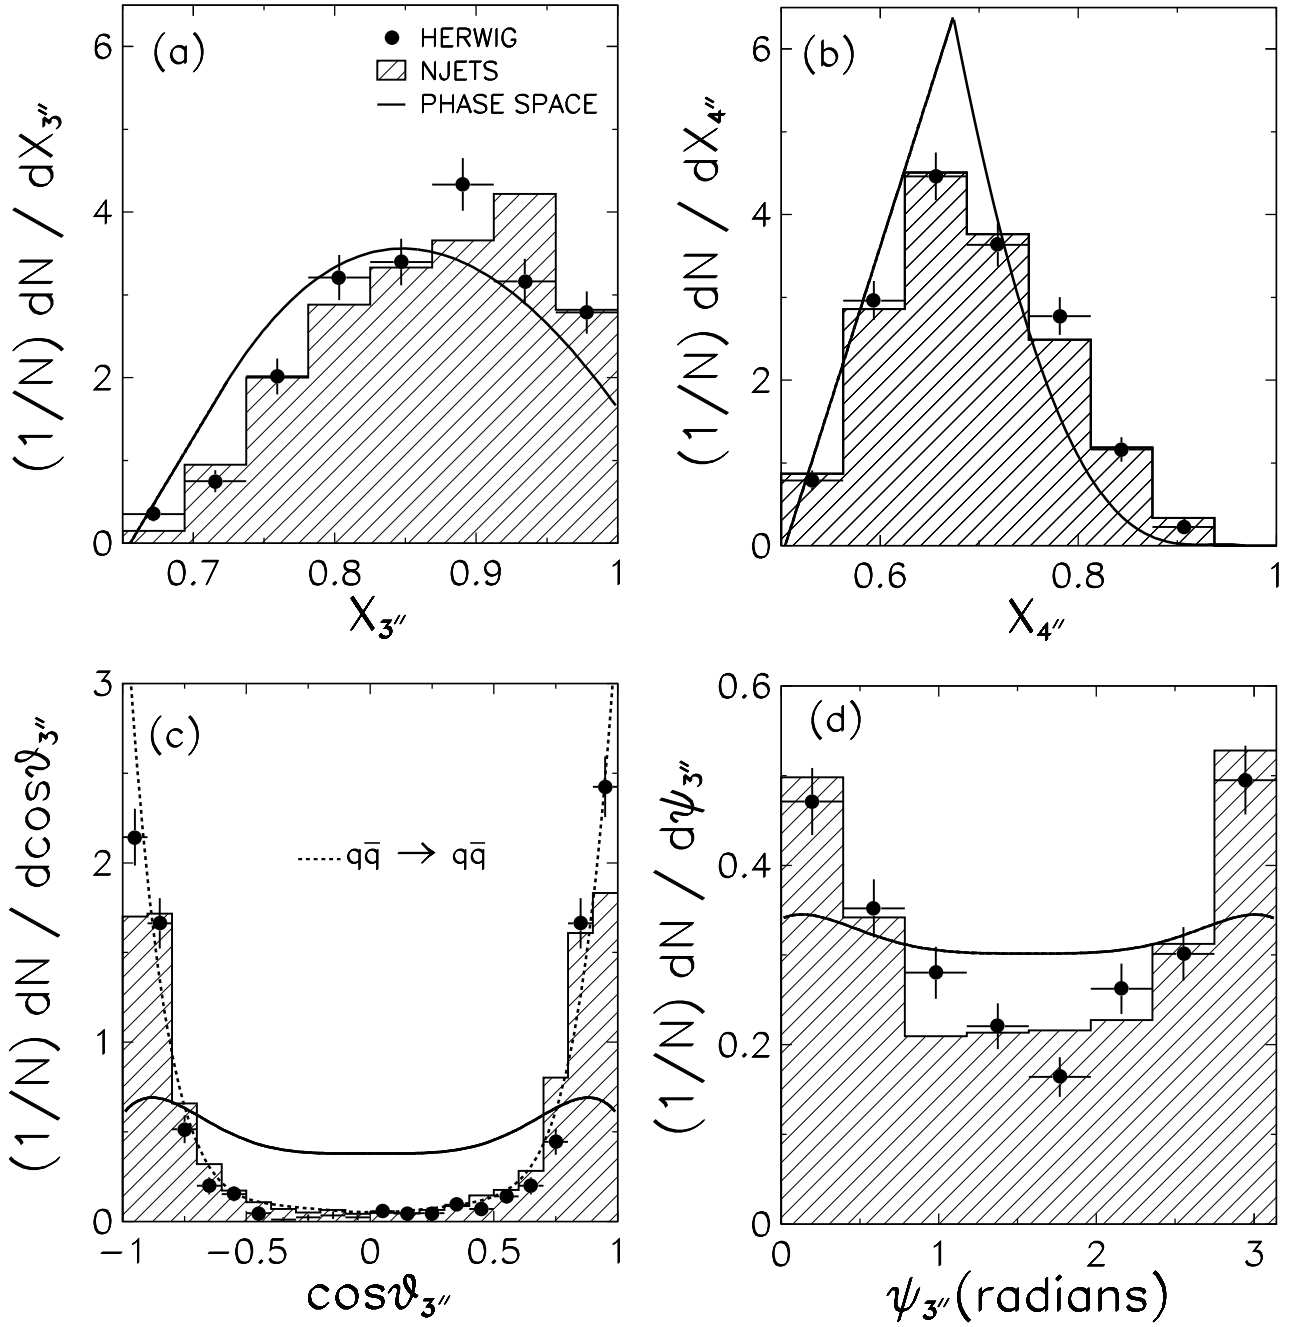 (a)
HERWIG
NJETS
PHASE SPACE
6
4
2
0
0.7 0.8 0.9 1
X3″
(1/N) dN / dX3″
(b)
6
4
2
0
0.6 0.8 1
X4″
(1/N) dN / dX4″
(c)
qq̄ → qq̄
3
2
1
0
−1 −0.5 0 0.5 1
cosϑ3″
(1/N) dN / dcosϑ3″
(d)
0.6
0.4
0.2
0
0 1 2 3
ψ3″(radians)
(1/N) dN / dψ3″